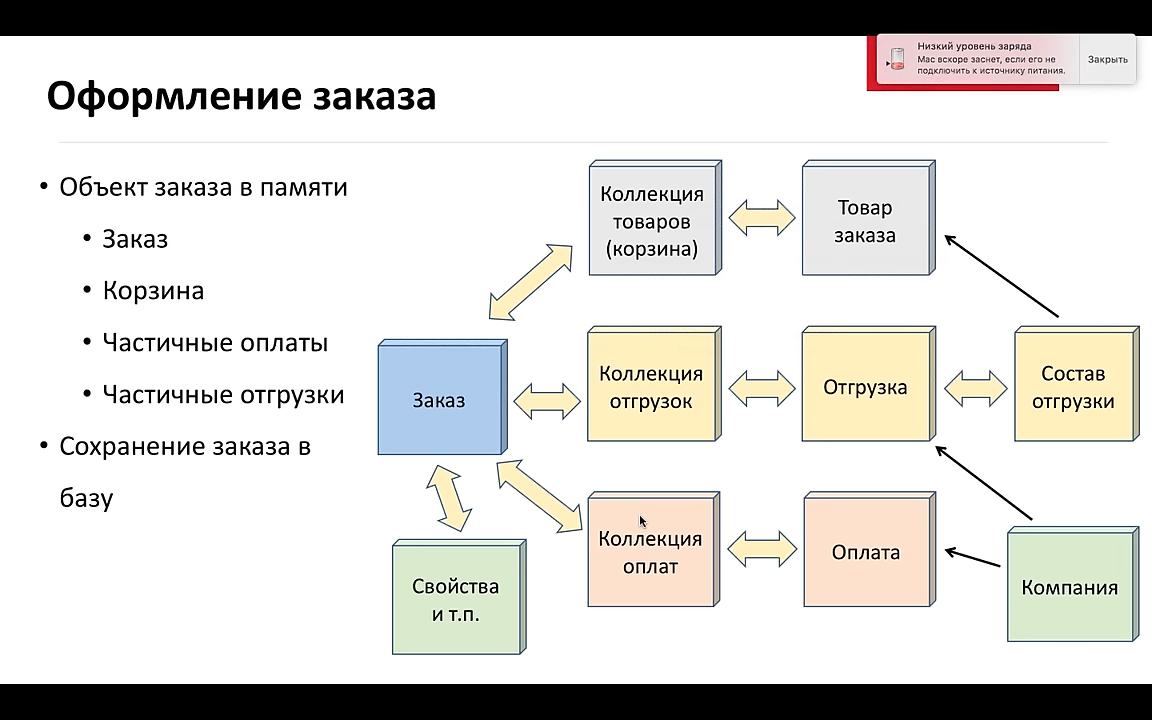 Низкий уровень заряда
Mac вскоре заснет, если его не
подключить к источнику питания.
Закрыть
Оформление заказа
• Объект заказа в памяти
• Заказ
• Корзина
• Частичные оплаты
• Частичные отгрузки
• Сохранение заказа в
базу
Коллекция
товаров
(корзина)
Товар
заказа
Заказ
Коллекция
отгрузок
Отгрузка
Состав
отгрузки
Свойства
и т.п.
Коллекция
оплат
Оплата
Компания